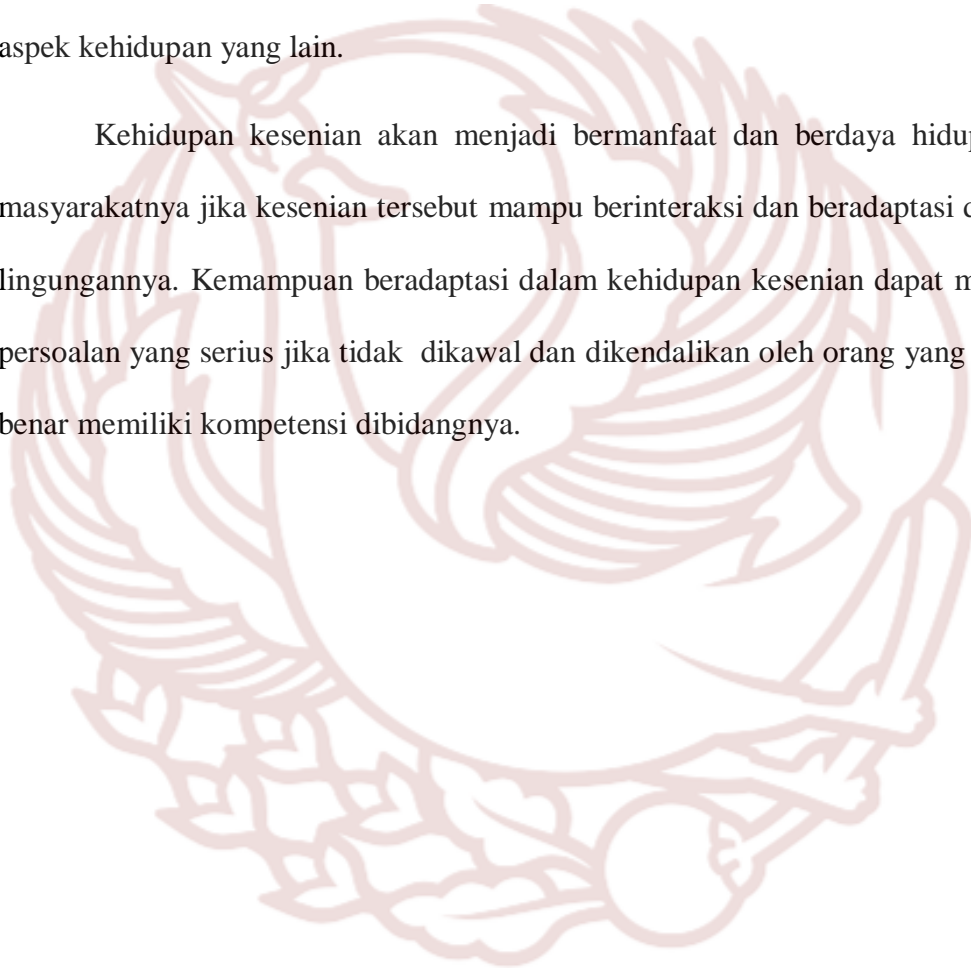 aspek kehidupan yang lain.
Kehidupan kesenian akan menjadi bermanfaat dan berdaya hidup
masyarakatnya jika kesenian tersebut mampu berinteraksi dan beradaptasi
lingungannya. Kemampuan beradaptasi dalam kehidupan kesenian dapat
persoalan yang serius jika tidak dikawal dan dikendalikan oleh orang yang
benar memiliki kompetensi dibidangnya.